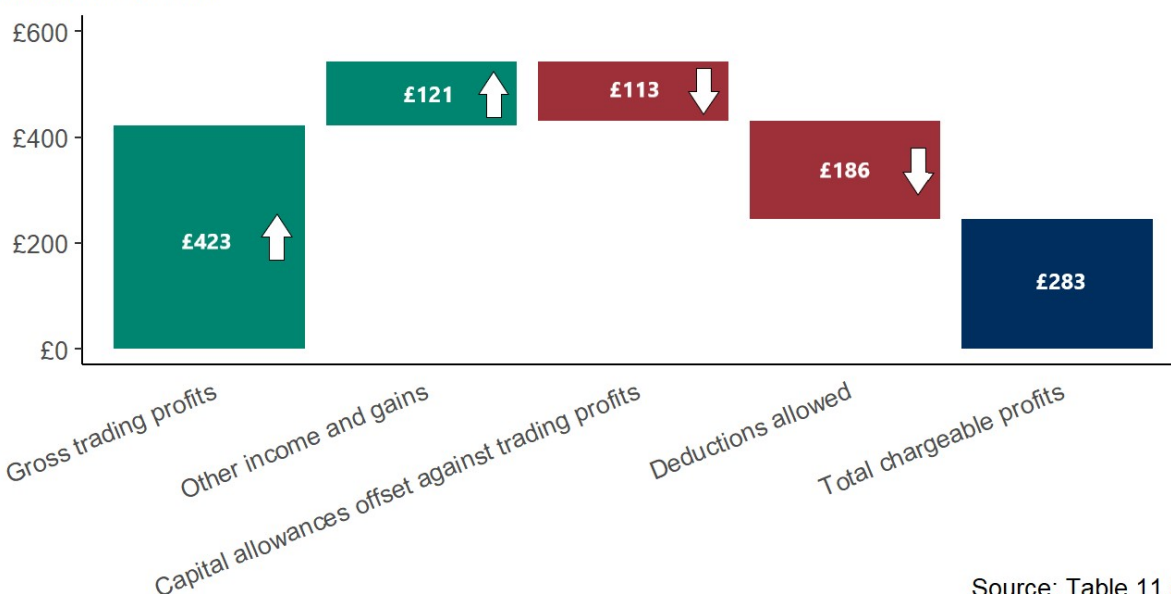 £600
£400
£200
£0
£423
£121
£113
£186
£283
Gross trading profits
Other income and gains
Capital allowances offset against trading profits
Deductions allowed
Total chargeable profits
Source: Table 11